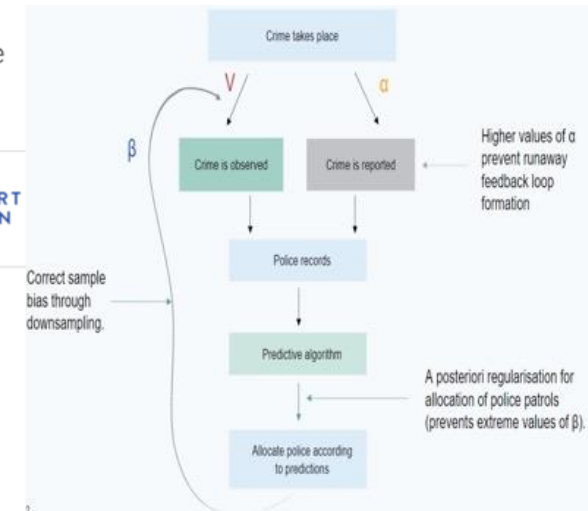 e
RT
N
Crime takes place
V
α
β
Crime is observed
Crime is reported
Higher values of α
prevent runaway
feedback loop
formation
Police records
Correct sample
bias through
downsampling.
Predictive algorithm
A posteriori regularisation for
allocation of police patrols
(prevents extreme values of β).
Allocate police according
to predictions